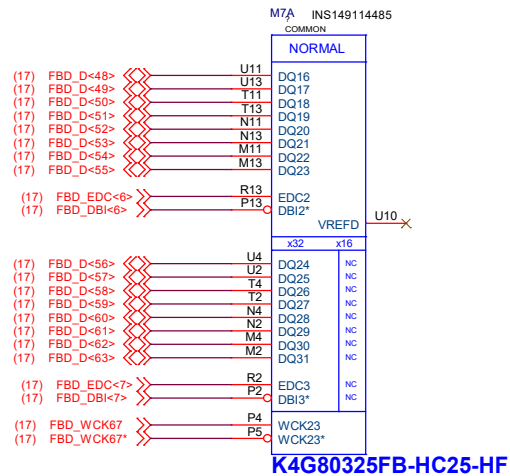 M7A INS149114485
?
COMMON
NORMAL
(17) FBD_D<48> U11 DQ16
(17) FBD_D<49> U13 DQ17
(17) FBD_D<50> T11 DQ18
(17) FBD_D<51> T13 DQ19
(17) FBD_D<52> N11 DQ20
(17) FBD_D<53> N13 DQ21
(17) FBD_D<54> M11 DQ22
(17) FBD_D<55> M13 DQ23
(17) FBD_EDC<6> R13 EDC2
(17) FBD_DBI<6> P13 DBI2*
VREFD U10
x32 x16
(17) FBD_D<56> U4 DQ24 NC
(17) FBD_D<57> U2 DQ25 NC
(17) FBD_D<58> T4 DQ26 NC
(17) FBD_D<59> T2 DQ27 NC
(17) FBD_D<60> N4 DQ28 NC
(17) FBD_D<61> N2 DQ29 NC
(17) FBD_D<62> M4 DQ30 NC
(17) FBD_D<63> M2 DQ31 NC
(17) FBD_EDC<7> R2 EDC3 NC
(17) FBD_DBI<7> P2 DBI3* NC
(17) FBD_WCK67 P4 WCK23
(17) FBD_WCK67* P5 WCK23*
K4G80325FB-HC25-HF